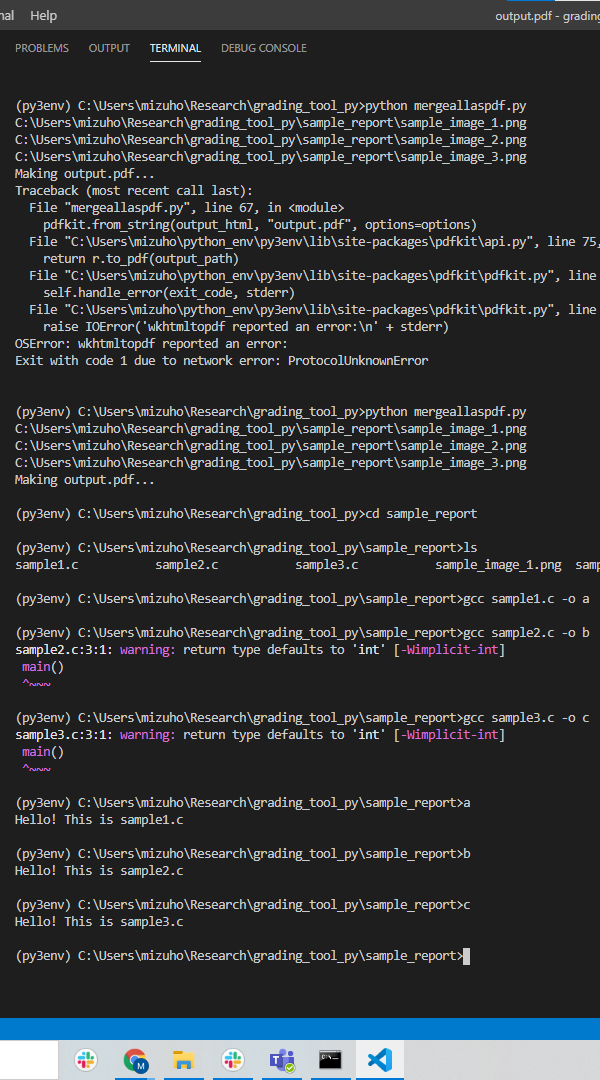 nal Help output.pdf - grading
PROBLEMS OUTPUT TERMINAL DEBUG CONSOLE
(py3env) C:\Users\mizuho\Research\grading_tool_py>python mergeallaspdf.py
C:\Users\mizuho\Research\grading_tool_py\sample_report\sample_image_1.png
C:\Users\mizuho\Research\grading_tool_py\sample_report\sample_image_2.png
C:\Users\mizuho\Research\grading_tool_py\sample_report\sample_image_3.png
Making output.pdf...
Traceback (most recent call last):
  File "mergeallaspdf.py", line 67, in <module>
    pdfkit.from_string(output_html, "output.pdf", options=options)
  File "C:\Users\mizuho\python_env\py3env\lib\site-packages\pdfkit\api.py", line 75,
    return r.to_pdf(output_path)
  File "C:\Users\mizuho\python_env\py3env\lib\site-packages\pdfkit\pdfkit.py", line
    self.handle_error(exit_code, stderr)
  File "C:\Users\mizuho\python_env\py3env\lib\site-packages\pdfkit\pdfkit.py", line
    raise IOError('wkhtmltopdf reported an error:\n' + stderr)
OSError: wkhtmltopdf reported an error:
Exit with code 1 due to network error: ProtocolUnknownError
(py3env) C:\Users\mizuho\Research\grading_tool_py>python mergeallaspdf.py
C:\Users\mizuho\Research\grading_tool_py\sample_report\sample_image_1.png
C:\Users\mizuho\Research\grading_tool_py\sample_report\sample_image_2.png
C:\Users\mizuho\Research\grading_tool_py\sample_report\sample_image_3.png
Making output.pdf...
(py3env) C:\Users\mizuho\Research\grading_tool_py>cd sample_report
(py3env) C:\Users\mizuho\Research\grading_tool_py\sample_report>ls
sample1.c sample2.c sample3.c sample_image_1.png sam
(py3env) C:\Users\mizuho\Research\grading_tool_py\sample_report>gcc sample1.c -o a
(py3env) C:\Users\mizuho\Research\grading_tool_py\sample_report>gcc sample2.c -o b
sample2.c:3:1: warning: return type defaults to 'int' [-Wimplicit-int]
 main()
 ^~~~
(py3env) C:\Users\mizuho\Research\grading_tool_py\sample_report>gcc sample3.c -o c
sample3.c:3:1: warning: return type defaults to 'int' [-Wimplicit-int]
 main()
 ^~~~
(py3env) C:\Users\mizuho\Research\grading_tool_py\sample_report>a
Hello! This is sample1.c
(py3env) C:\Users\mizuho\Research\grading_tool_py\sample_report>b
Hello! This is sample2.c
(py3env) C:\Users\mizuho\Research\grading_tool_py\sample_report>c
Hello! This is sample3.c
(py3env) C:\Users\mizuho\Research\grading_tool_py\sample_report>